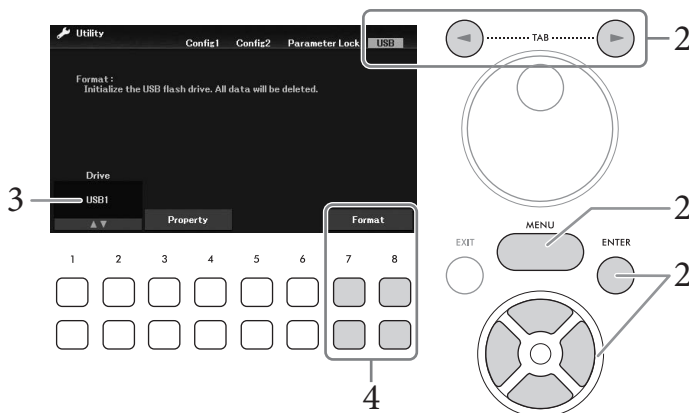 Utility
Config1 Config2 Parameter Lock USB
TAB
2
Format :
Initialize the USB flash drive. All data will be deleted.
Drive
3
USB1
▲▼
Property
Format
MENU
2
EXIT
ENTER
2
1 2 3 4 5 6 7 8
4